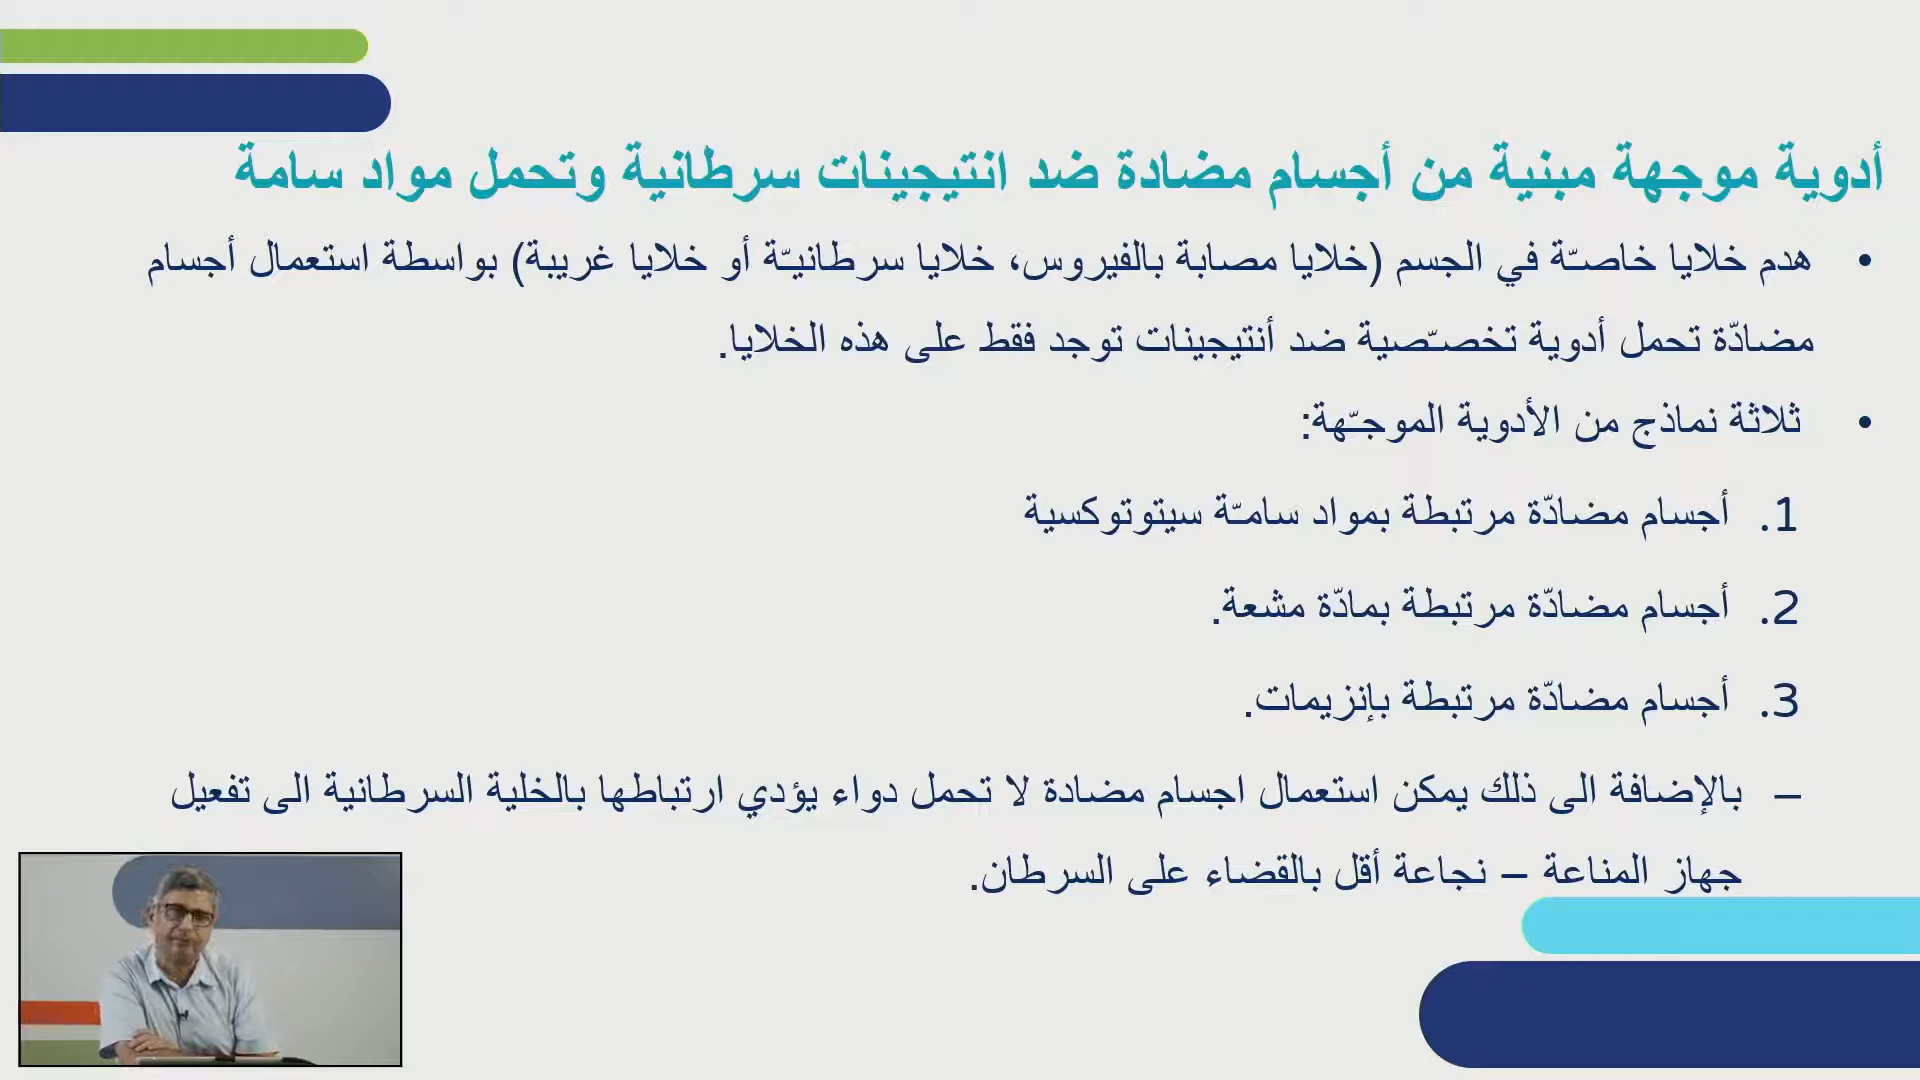 أدوية موجهة مبنية من أجسام مضادة ضد انتيجينات سرطانية وتحمل مواد سامة
• هدم خلايا خاصّة في الجسم (خلايا مصابة بالفيروس، خلايا سرطانيّة أو خلايا غريبة) بواسطة استعمال أجسام
مضادّة تحمل أدوية تخصّصية ضد أنتيجينات توجد فقط على هذه الخلايا.
• ثلاثة نماذج من الأدوية الموجّهة:
1. أجسام مضادّة مرتبطة بمواد سامّة سيتوتوكسية
2. أجسام مضادّة مرتبطة بمادّة مشعة.
3. أجسام مضادّة مرتبطة بإنزيمات.
– بالإضافة الى ذلك يمكن استعمال اجسام مضادة لا تحمل دواء يؤدي ارتباطها بالخلية السرطانية الى تفعيل
جهاز المناعة – نجاعة أقل بالقضاء على السرطان.